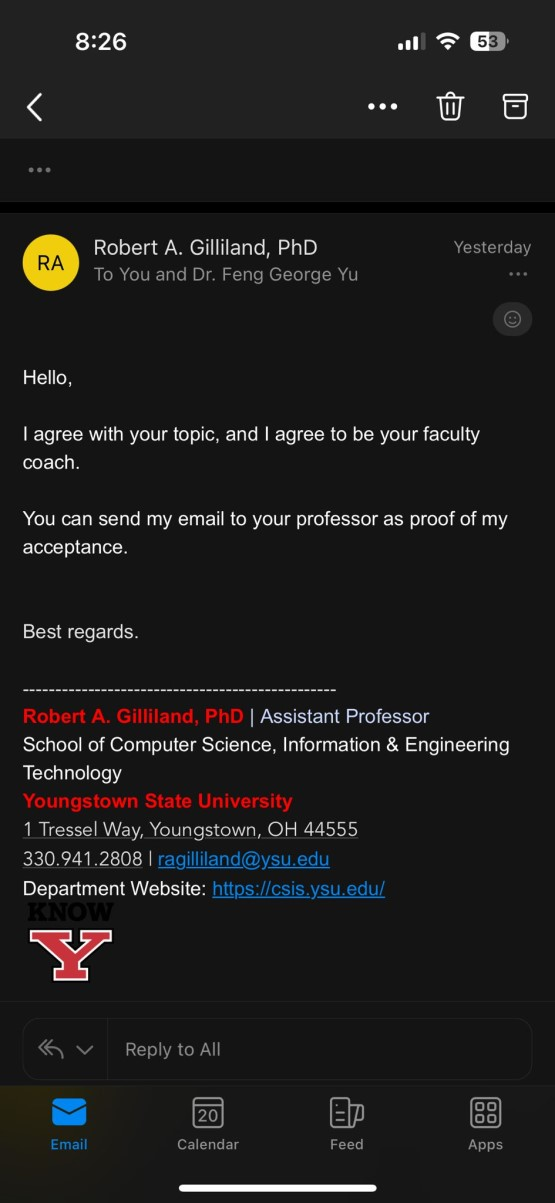 8:26
53
...
RA
Robert A. Gilliland, PhD
Yesterday
To You and Dr. Feng George Yu
Hello,
I agree with your topic, and I agree to be your faculty
coach.
You can send my email to your professor as proof of my
acceptance.
Best regards.
------------------------------------------------
Robert A. Gilliland, PhD | Assistant Professor
School of Computer Science, Information & Engineering
Technology
Youngstown State University
1 Tressel Way, Youngstown, OH 44555
330.941.2808 | ragilliland@ysu.edu
Department Website: https://csis.ysu.edu/
KNOW
Y
Reply to All
20
Email
Calendar
Feed
Apps